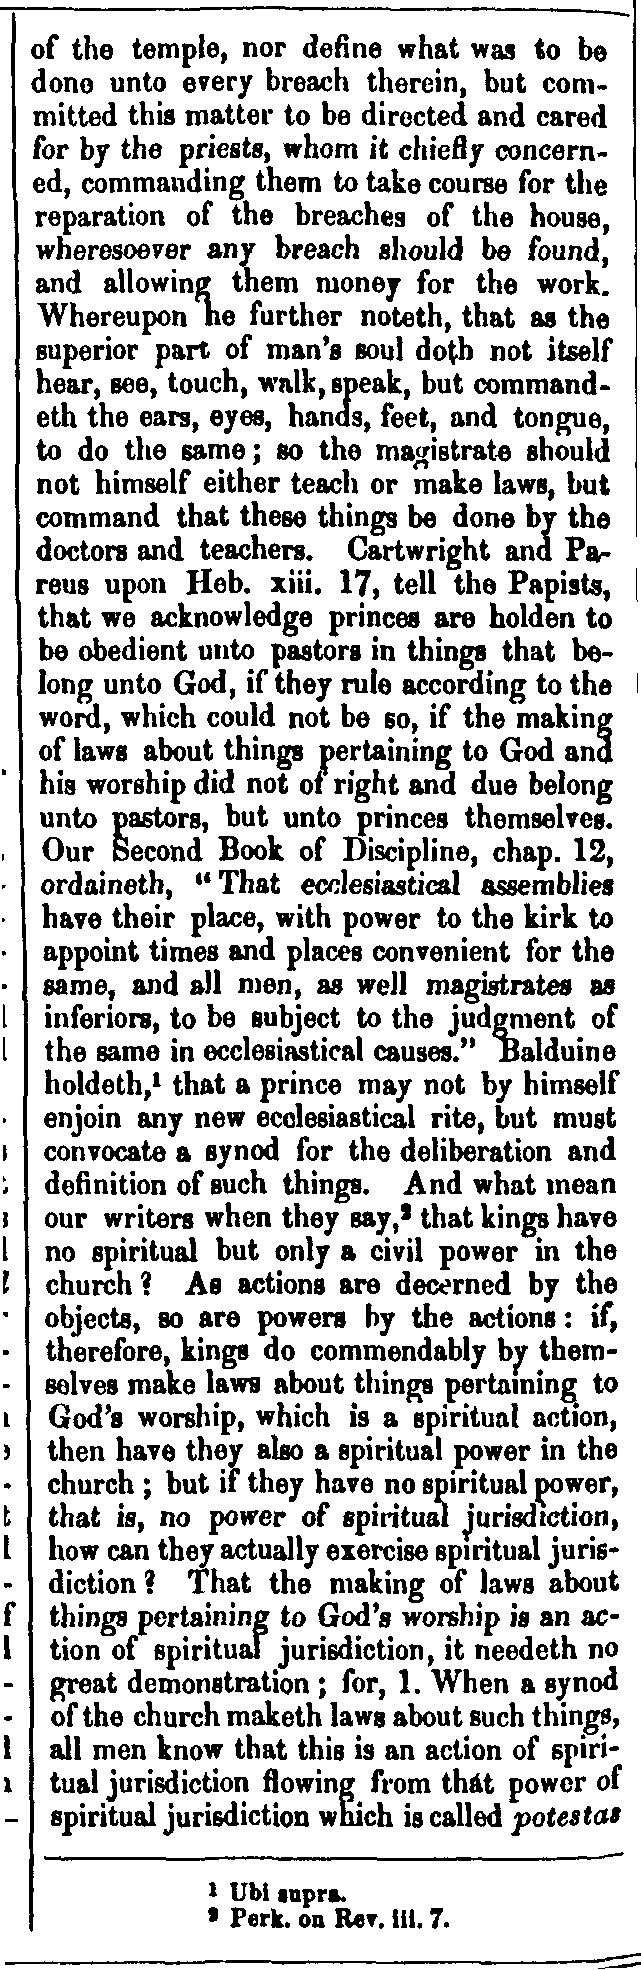 of the temple, nor define what was to be
done unto every breach therein, but com-
mitted this matter to be directed and cared
for by the priests, whom it chiefly concern-
ed, commanding them to take course for the
reparation of the breaches of the house,
wheresoever any breach should be found,
and allowing them money for the work.
Whereupon he further noteth, that as the
superior part of man's soul doth not itself
hear, see, touch, walk, speak, but command-
eth the ears, eyes, hands, feet, and tongue,
to do the same; so the magistrate should
not himself either teach or make laws, but
command that these things be done by the
doctors and teachers. Cartwright and Pa-
reus upon Heb. xiii. 17, tell the Papists,
that we acknowledge princes are holden to
be obedient unto pastors in things that be-
long unto God, if they rule according to the
word, which could not be so, if the making
of laws about things pertaining to God and
his worship did not of right and due belong
unto pastors, but unto princes themselves.
Our Second Book of Discipline, chap. 12,
ordaineth, “That ecclesiastical assemblies
have their place, with power to the kirk to
appoint times and places convenient for the
same, and all men, as well magistrates as
inferiors, to be subject to the judgment of
the same in ecclesiastical causes.” Balduine
holdeth,¹ that a prince may not by himself
enjoin any new ecclesiastical rite, but must
convocate a synod for the deliberation and
definition of such things. And what mean
our writers when they say,² that kings have
no spiritual but only a civil power in the
church? As actions are decerned by the
objects, so are powers by the actions: if,
therefore, kings do commendably by them-
selves make laws about things pertaining to
God's worship, which is a spiritual action,
then have they also a spiritual power in the
church; but if they have no spiritual power,
that is, no power of spiritual jurisdiction,
how can they actually exercise spiritual juris-
diction? That the making of laws about
things pertaining to God's worship is an ac-
tion of spiritual jurisdiction, it needeth no
great demonstration; for, 1. When a synod
of the church maketh laws about such things,
all men know that this is an action of spiri-
tual jurisdiction flowing from that power of
spiritual jurisdiction which is called potestas
¹ Ubi supra.
² Perk. on Rev. iii. 7.